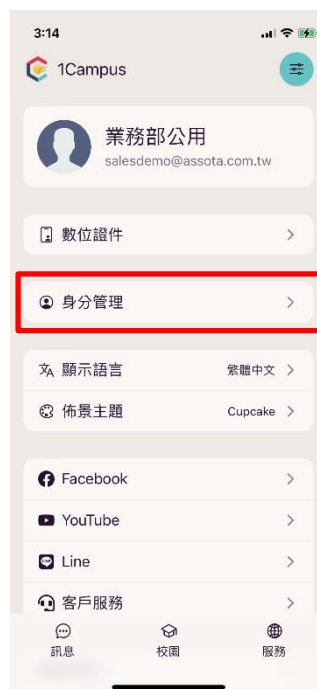 3:14
1Campus
業務部公用
salesdemo@assota.com.tw
數位證件
身分管理
顯示語言 繁體中文
佈景主題 Cupcake
Facebook
YouTube
Line
客戶服務
訊息 校園 服務